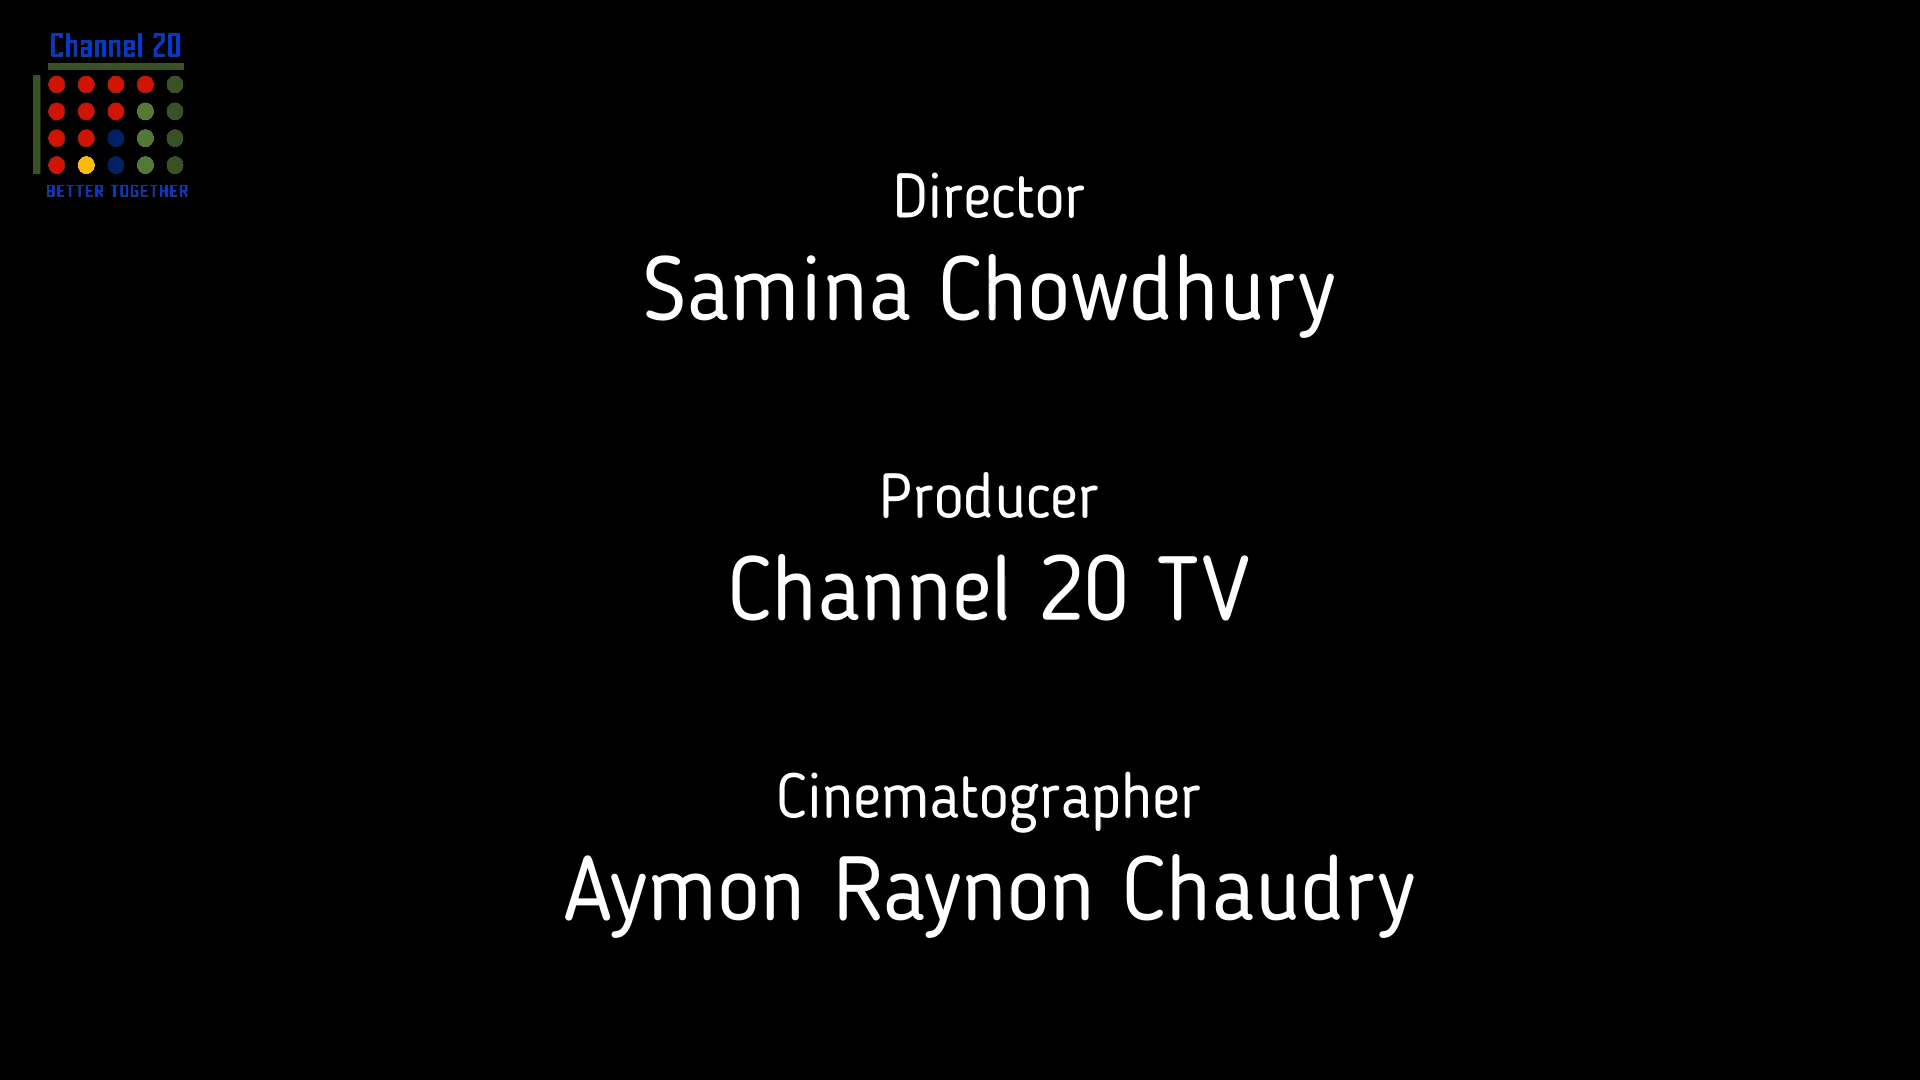 Channel 20
BETTER TOGETHER
Director
Samina Chowdhury
Producer
Channel 20 TV
Cinematographer
Aymon Raynon Chaudry